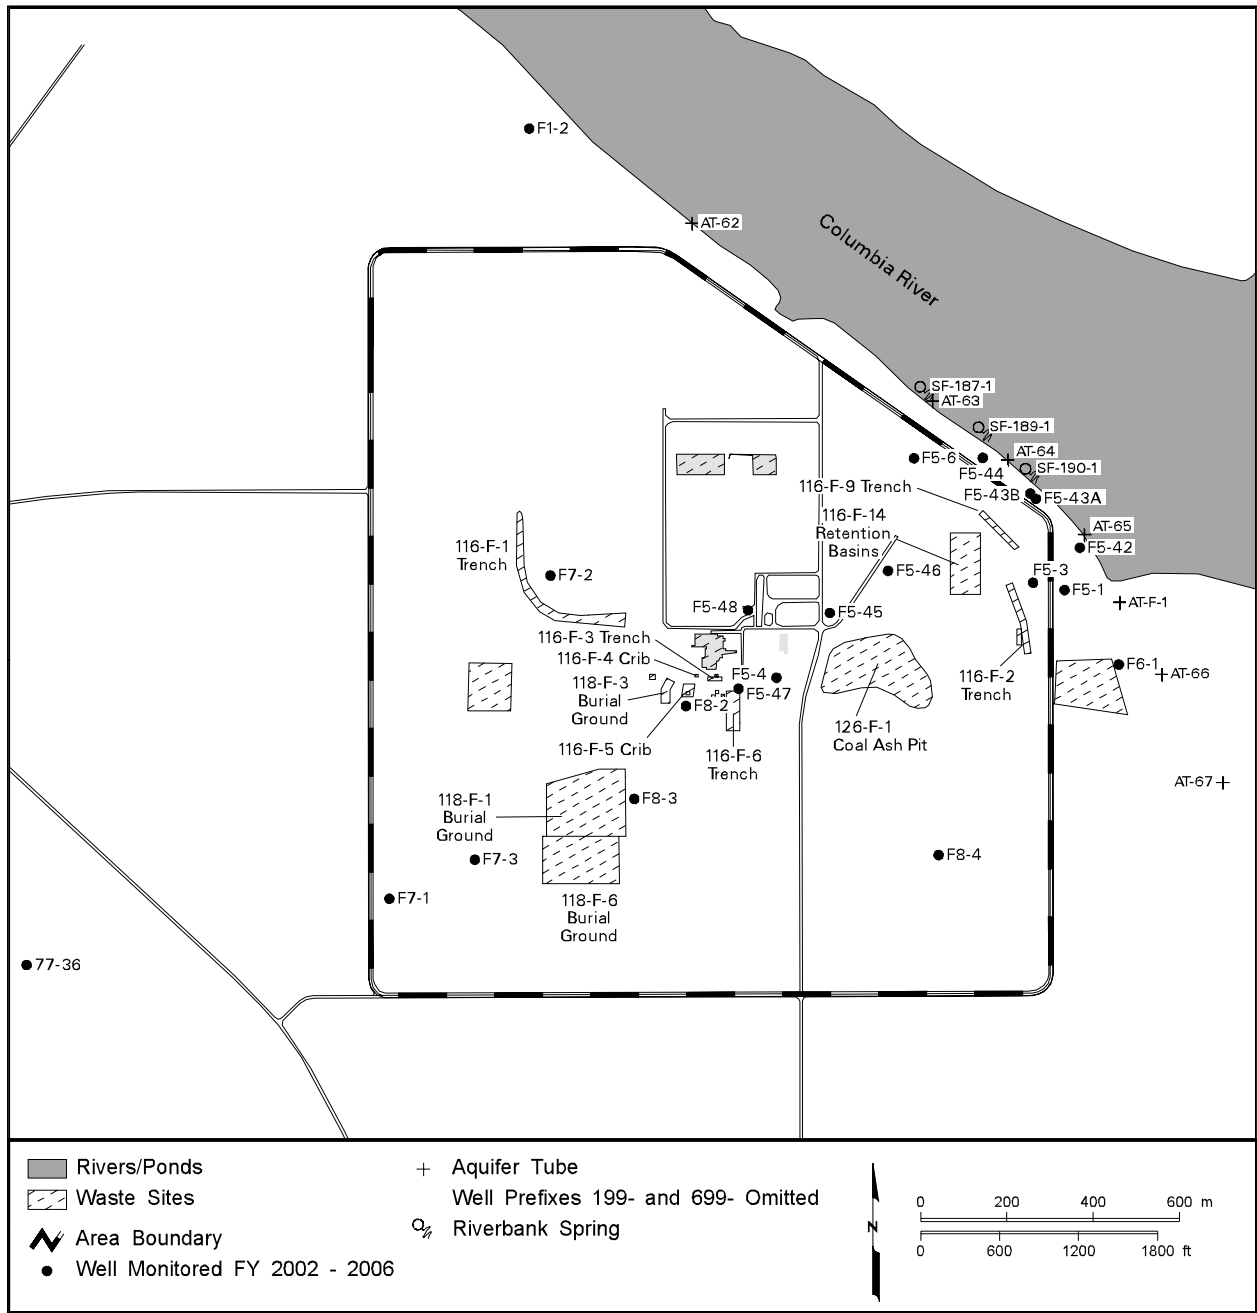 F1-2
AT-62
Columbia River
SF-187-1
AT-63
SF-189-1
AT-64
F5-6
F5-44
SF-190-1
116-F-9 Trench
F5-43B
F5-43A
116-F-14
Retention
Basins
AT-65
F5-42
116-F-1
Trench
F7-2
F5-46
F5-3
F5-1
AT-F-1
F5-48
F5-45
116-F-3 Trench
116-F-4 Crib
118-F-3
Burial
Ground
F5-4
F5-47
F8-2
116-F-2
Trench
F6-1
AT-66
116-F-5 Crib
116-F-6
Trench
126-F-1
Coal Ash Pit
AT-67
118-F-1
Burial
Ground
F8-3
F7-3
F8-4
F7-1
118-F-6
Burial
Ground
77-36
Rivers/Ponds
Waste Sites
Area Boundary
Well Monitored FY 2002 - 2006
Aquifer Tube
Well Prefixes 199- and 699- Omitted
Riverbank Spring
N
0 200 400 600 m
0 600 1200 1800 ft